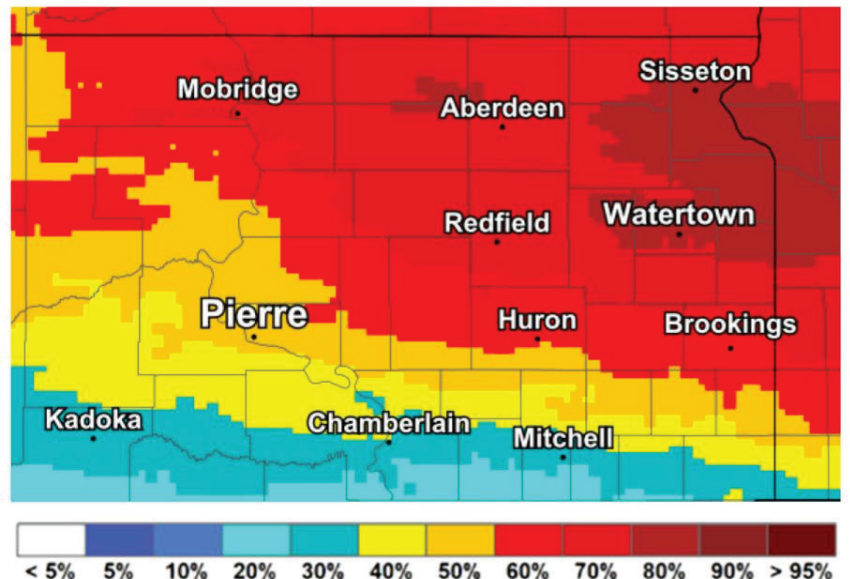 Sisseton
Mobridge
Aberdeen
Redfield
Watertown
Pierre
Huron
Brookings
Kadoka
Chamberlain
Mitchell
< 5% 5% 10% 20% 30% 40% 50% 60% 70% 80% 90% > 95%